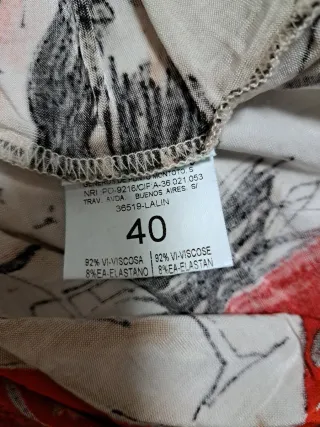 NRI. PD-9216/CIF:A-36.021.053
TRAV. AVDA. BUENOS AIRES S/
36519-LALIN
40
92% VI-VISCOSA 92% VI-VISCOSE
8%EA-ELASTANO 8%EA-ELASTAN